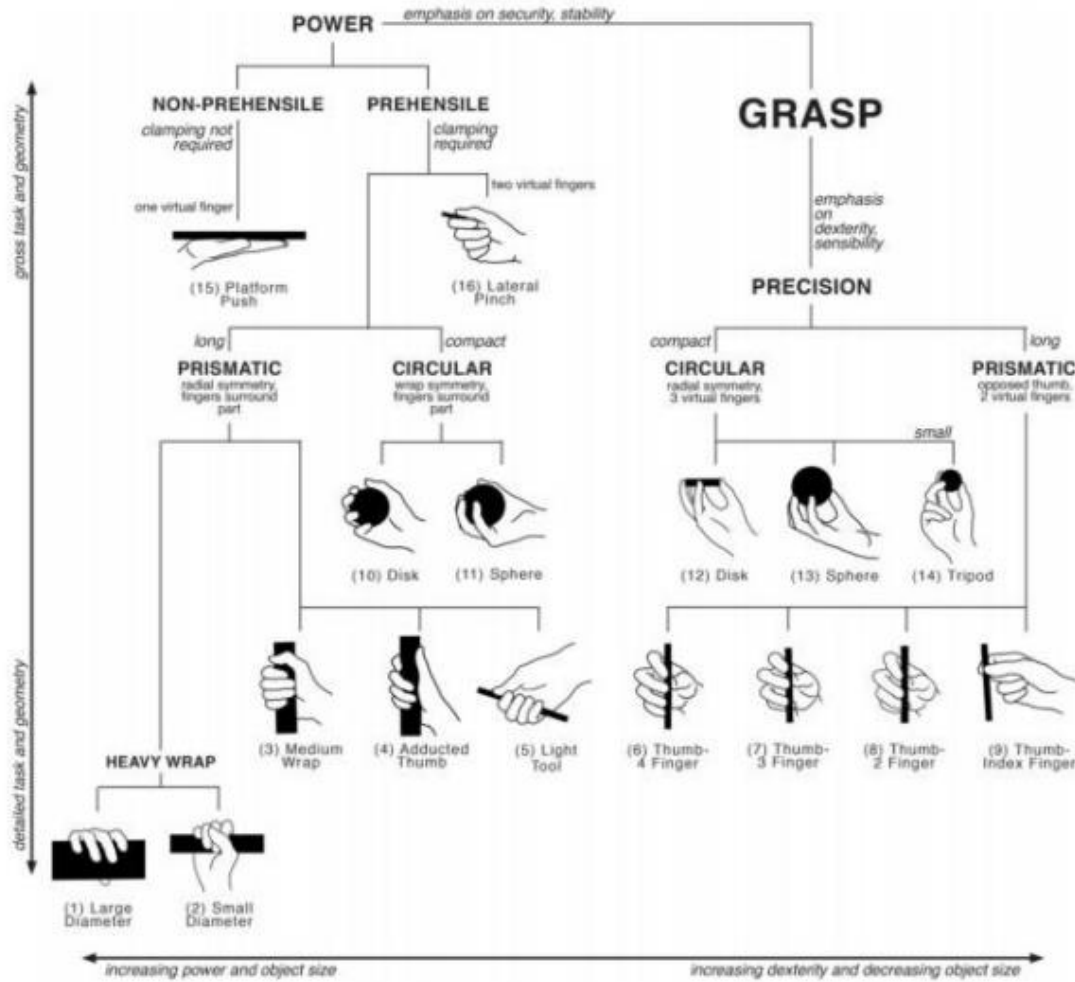 emphasis on security, stability
POWER
NON-PREHENSILE
PREHENSILE
GRASP
clamping not
required
clamping
required
two virtual fingers
one virtual finger
emphasis
on
dexterity,
sensibility
(15) Platform
Push
(16) Lateral
Pinch
PRECISION
long
compact
compact
long
PRISMATIC
radial symmetry,
fingers surround
part
CIRCULAR
wrap symmetry,
fingers surround
part
CIRCULAR
radial symmetry,
3 virtual fingers
PRISMATIC
opposed thumb,
2 virtual fingers
small
(10) Disk
(11) Sphere
(12) Disk
(13) Sphere
(14) Tripod
(3) Medium
Wrap
(4) Adducted
Thumb
(5) Light
Tool
(6) Thumb-
4 Finger
(7) Thumb-
3 Finger
(8) Thumb-
2 Finger
(9) Thumb-
Index Finger
HEAVY WRAP
(1) Large
Diameter
(2) Small
Diameter
gross task and geometry
detailed task and geometry
increasing power and object size
increasing dexterity and decreasing object size